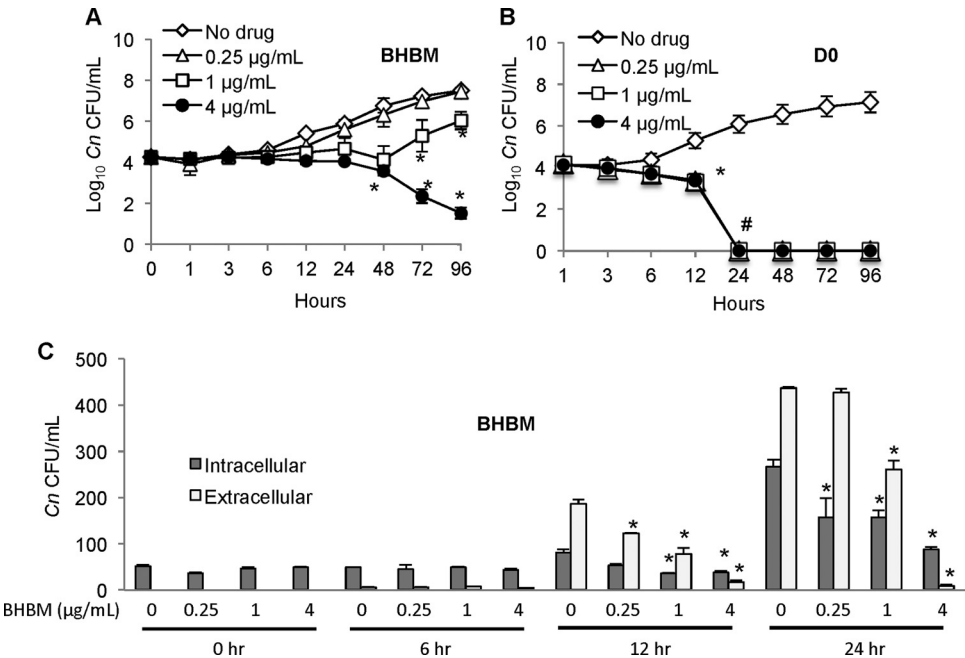 A
No drug
0.25 µg/mL
1 µg/mL
4 µg/mL
BHBM
Log10 Cn CFU/mL
10
8
6
4
2
0
* * * * *
0 1 3 6 12 24 48 72 96
Hours
B
No drug
0.25 µg/mL
1 µg/mL
4 µg/mL
D0
Log10 Cn CFU/mL
10
8
6
4
2
0
*
#
1 3 6 12 24 48 72 96
Hours
C
BHBM
Cn CFU/mL
500
400
300
200
100
0
Intracellular
Extracellular
* * * * * * * * * *
BHBM (µg/mL) 0 0.25 1 4 0 0.25 1 4 0 0.25 1 4 0 0.25 1 4
0 hr 6 hr 12 hr 24 hr